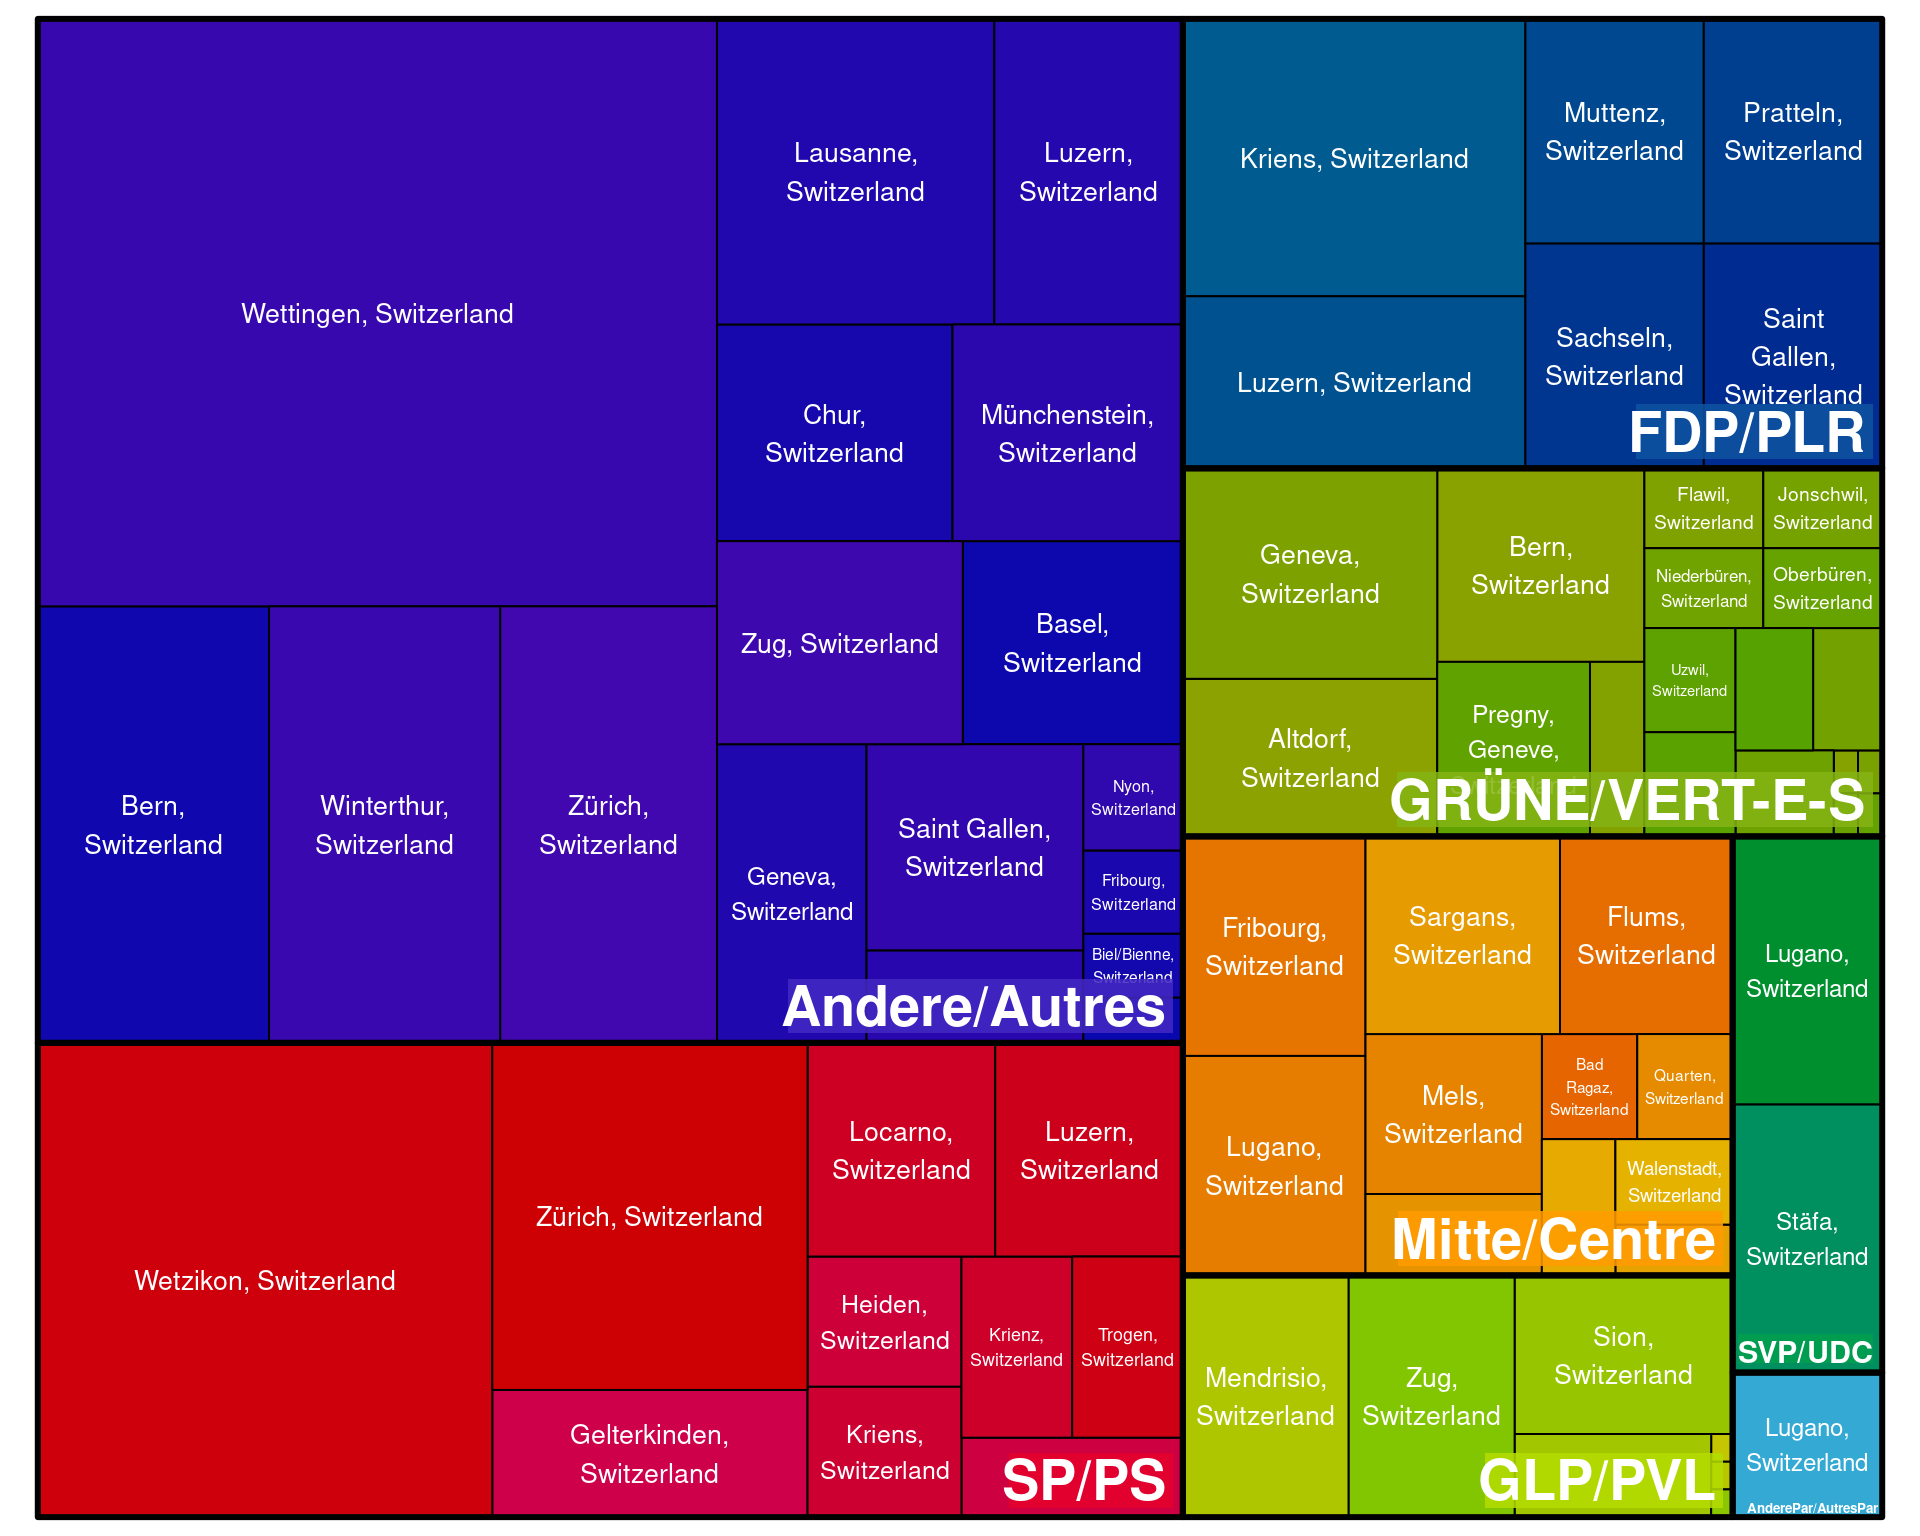 Wettingen, Switzerland
Lausanne,
Switzerland
Luzern,
Switzerland
Chur,
Switzerland
Münchenstein,
Switzerland
Zug, Switzerland
Basel,
Switzerland
Bern,
Switzerland
Winterthur,
Switzerland
Zürich,
Switzerland
Geneva,
Switzerland
Saint Gallen,
Switzerland
Nyon,
Switzerland
Fribourg,
Switzerland
Biel/Bienne,
Switzerland
Andere/Autres
Wetzikon, Switzerland
Zürich, Switzerland
Gelterkinden,
Switzerland
Locarno,
Switzerland
Luzern,
Switzerland
Heiden,
Switzerland
Kriens,
Switzerland
Krienz,
Switzerland
Trogen,
Switzerland
SP/PS
Kriens, Switzerland
Luzern, Switzerland
Muttenz,
Switzerland
Pratteln,
Switzerland
Sachseln,
Switzerland
Saint
Gallen,
Switzerland
FDP/PLR
Geneva,
Switzerland
Altdorf,
Switzerland
Bern,
Switzerland
Pregny,
Geneve,
Switzerland
Flawil,
Switzerland
Jonschwil,
Switzerland
Niederbüren,
Switzerland
Oberbüren,
Switzerland
Uzwil,
Switzerland
GRÜNE/VERT-E-S
Fribourg,
Switzerland
Lugano,
Switzerland
Sargans,
Switzerland
Flums,
Switzerland
Mels,
Switzerland
Bad
Ragaz,
Switzerland
Quarten,
Switzerland
Walenstadt,
Switzerland
Mitte/Centre
Mendrisio,
Switzerland
Zug,
Switzerland
Sion,
Switzerland
GLP/PVL
Lugano,
Switzerland
Stäfa,
Switzerland
SVP/UDC
Lugano,
Switzerland
AnderePar/AutresPar